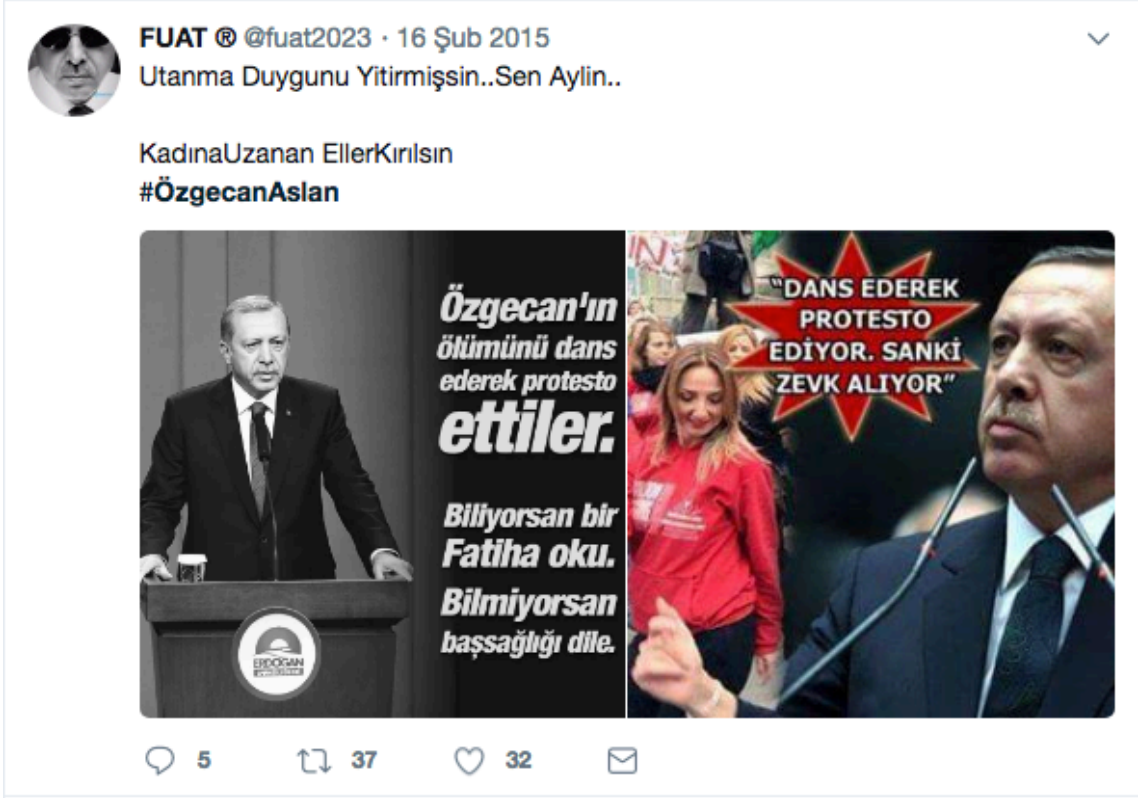 FUAT ® @fuat2023 · 16 Şub 2015
Utanma Duygunu Yitirmişsin..Sen Aylin..
KadınaUzanan EllerKırılsın
#ÖzgecanAslan
Özgecan'ın
ölümünü dans
ederek protesto
ettiler.
Biliyorsan bir
Fatiha oku.
Bilmiyorsan
başsağlığı dile.
ERDOĞAN
"DANS EDEREK
PROTESTO
EDİYOR. SANKİ
ZEVK ALIYOR"
5
37
32